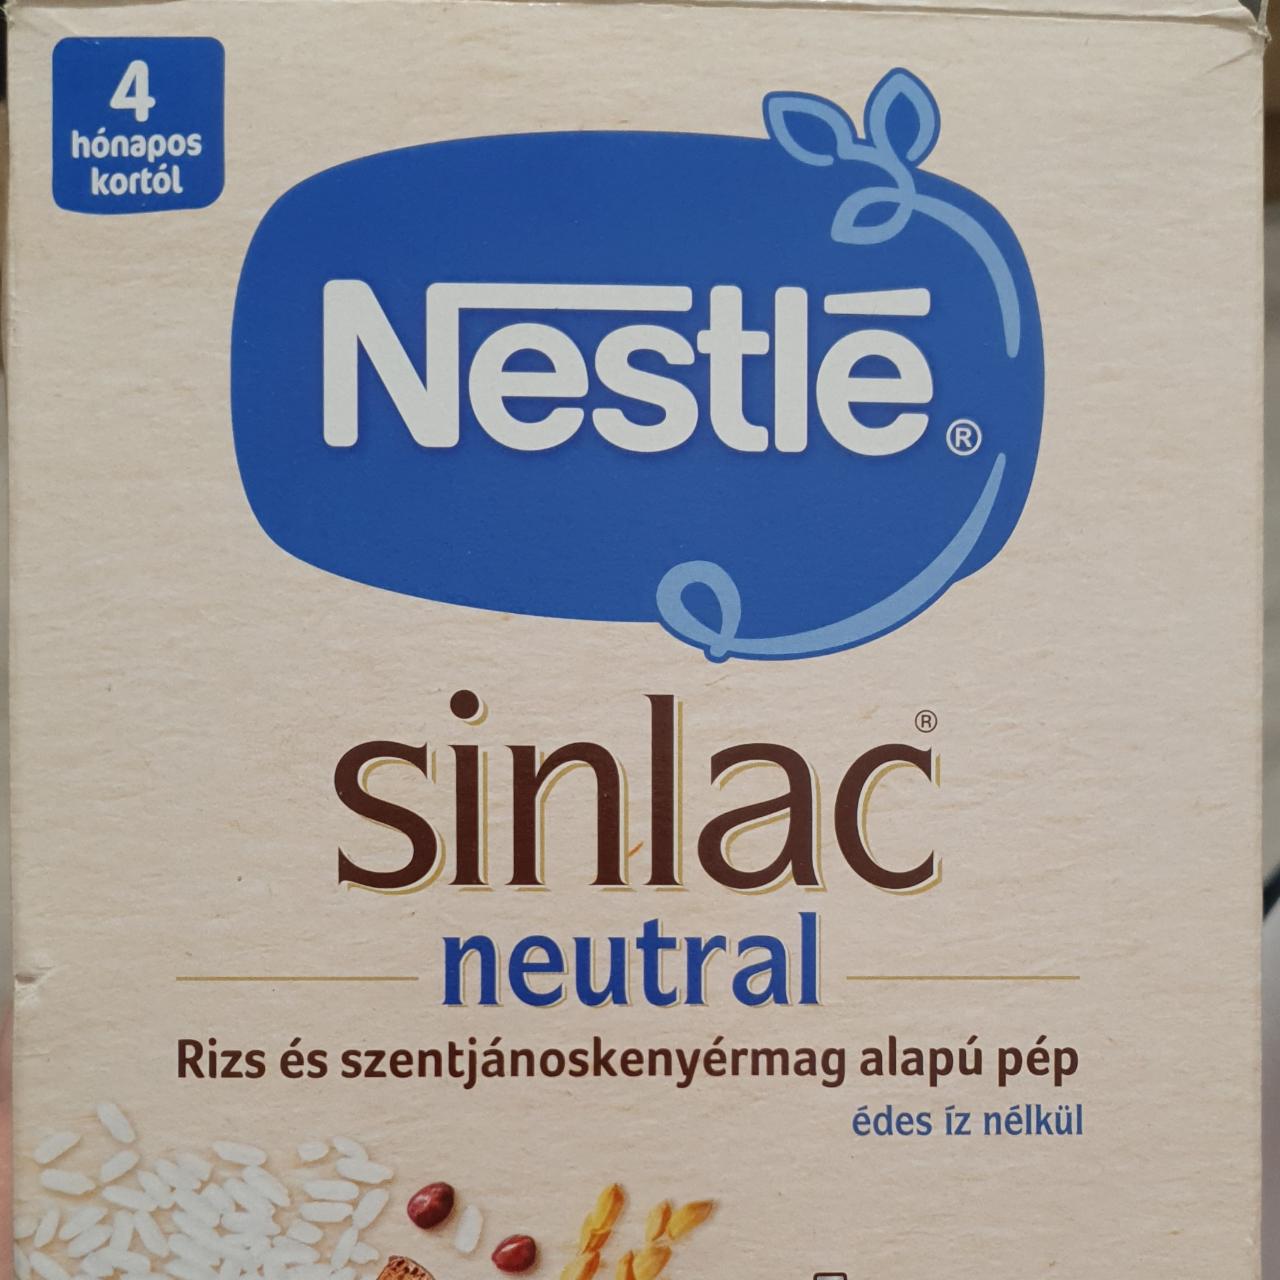 4
hónapos
kortól
Nestlé®
sinlac®
neutral
Rizs és szentjánoskenyérmag alapú pép
édes íz nélkül